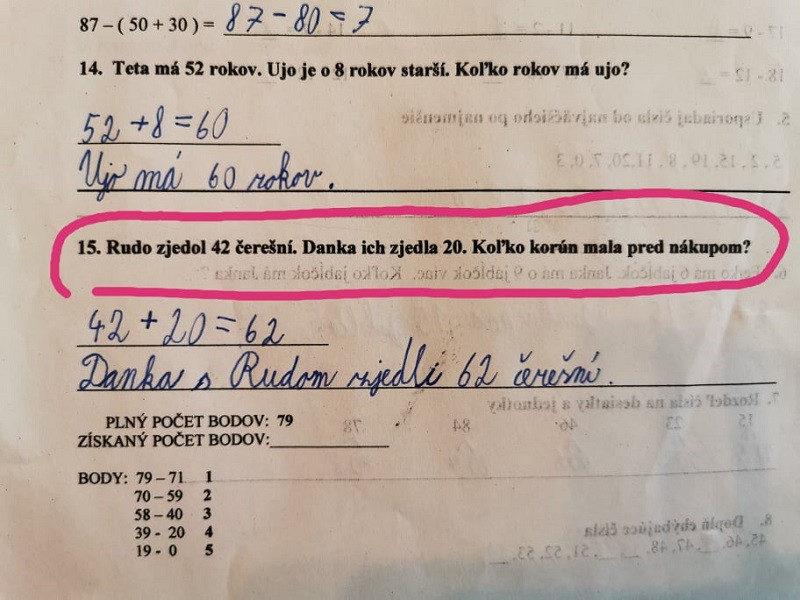 87 – ( 50 + 30 ) = 87 - 80 = 7
14. Teta má 52 rokov. Ujo je o 8 rokov starší. Koľko rokov má ujo?
52 + 8 = 60
Ujo má 60 rokov.
15. Rudo zjedol 42 čerešní. Danka ich zjedla 20. Koľko korún mala pred nákupom?
42 + 20 = 62
Danka s Rudom zjedli 62 čerešní.
PLNÝ POČET BODOV: 79
ZÍSKANÝ POČET BODOV:
BODY: 79 – 71 1
70 – 59 2
58 – 40 3
39 - 20 4
19 - 0 5